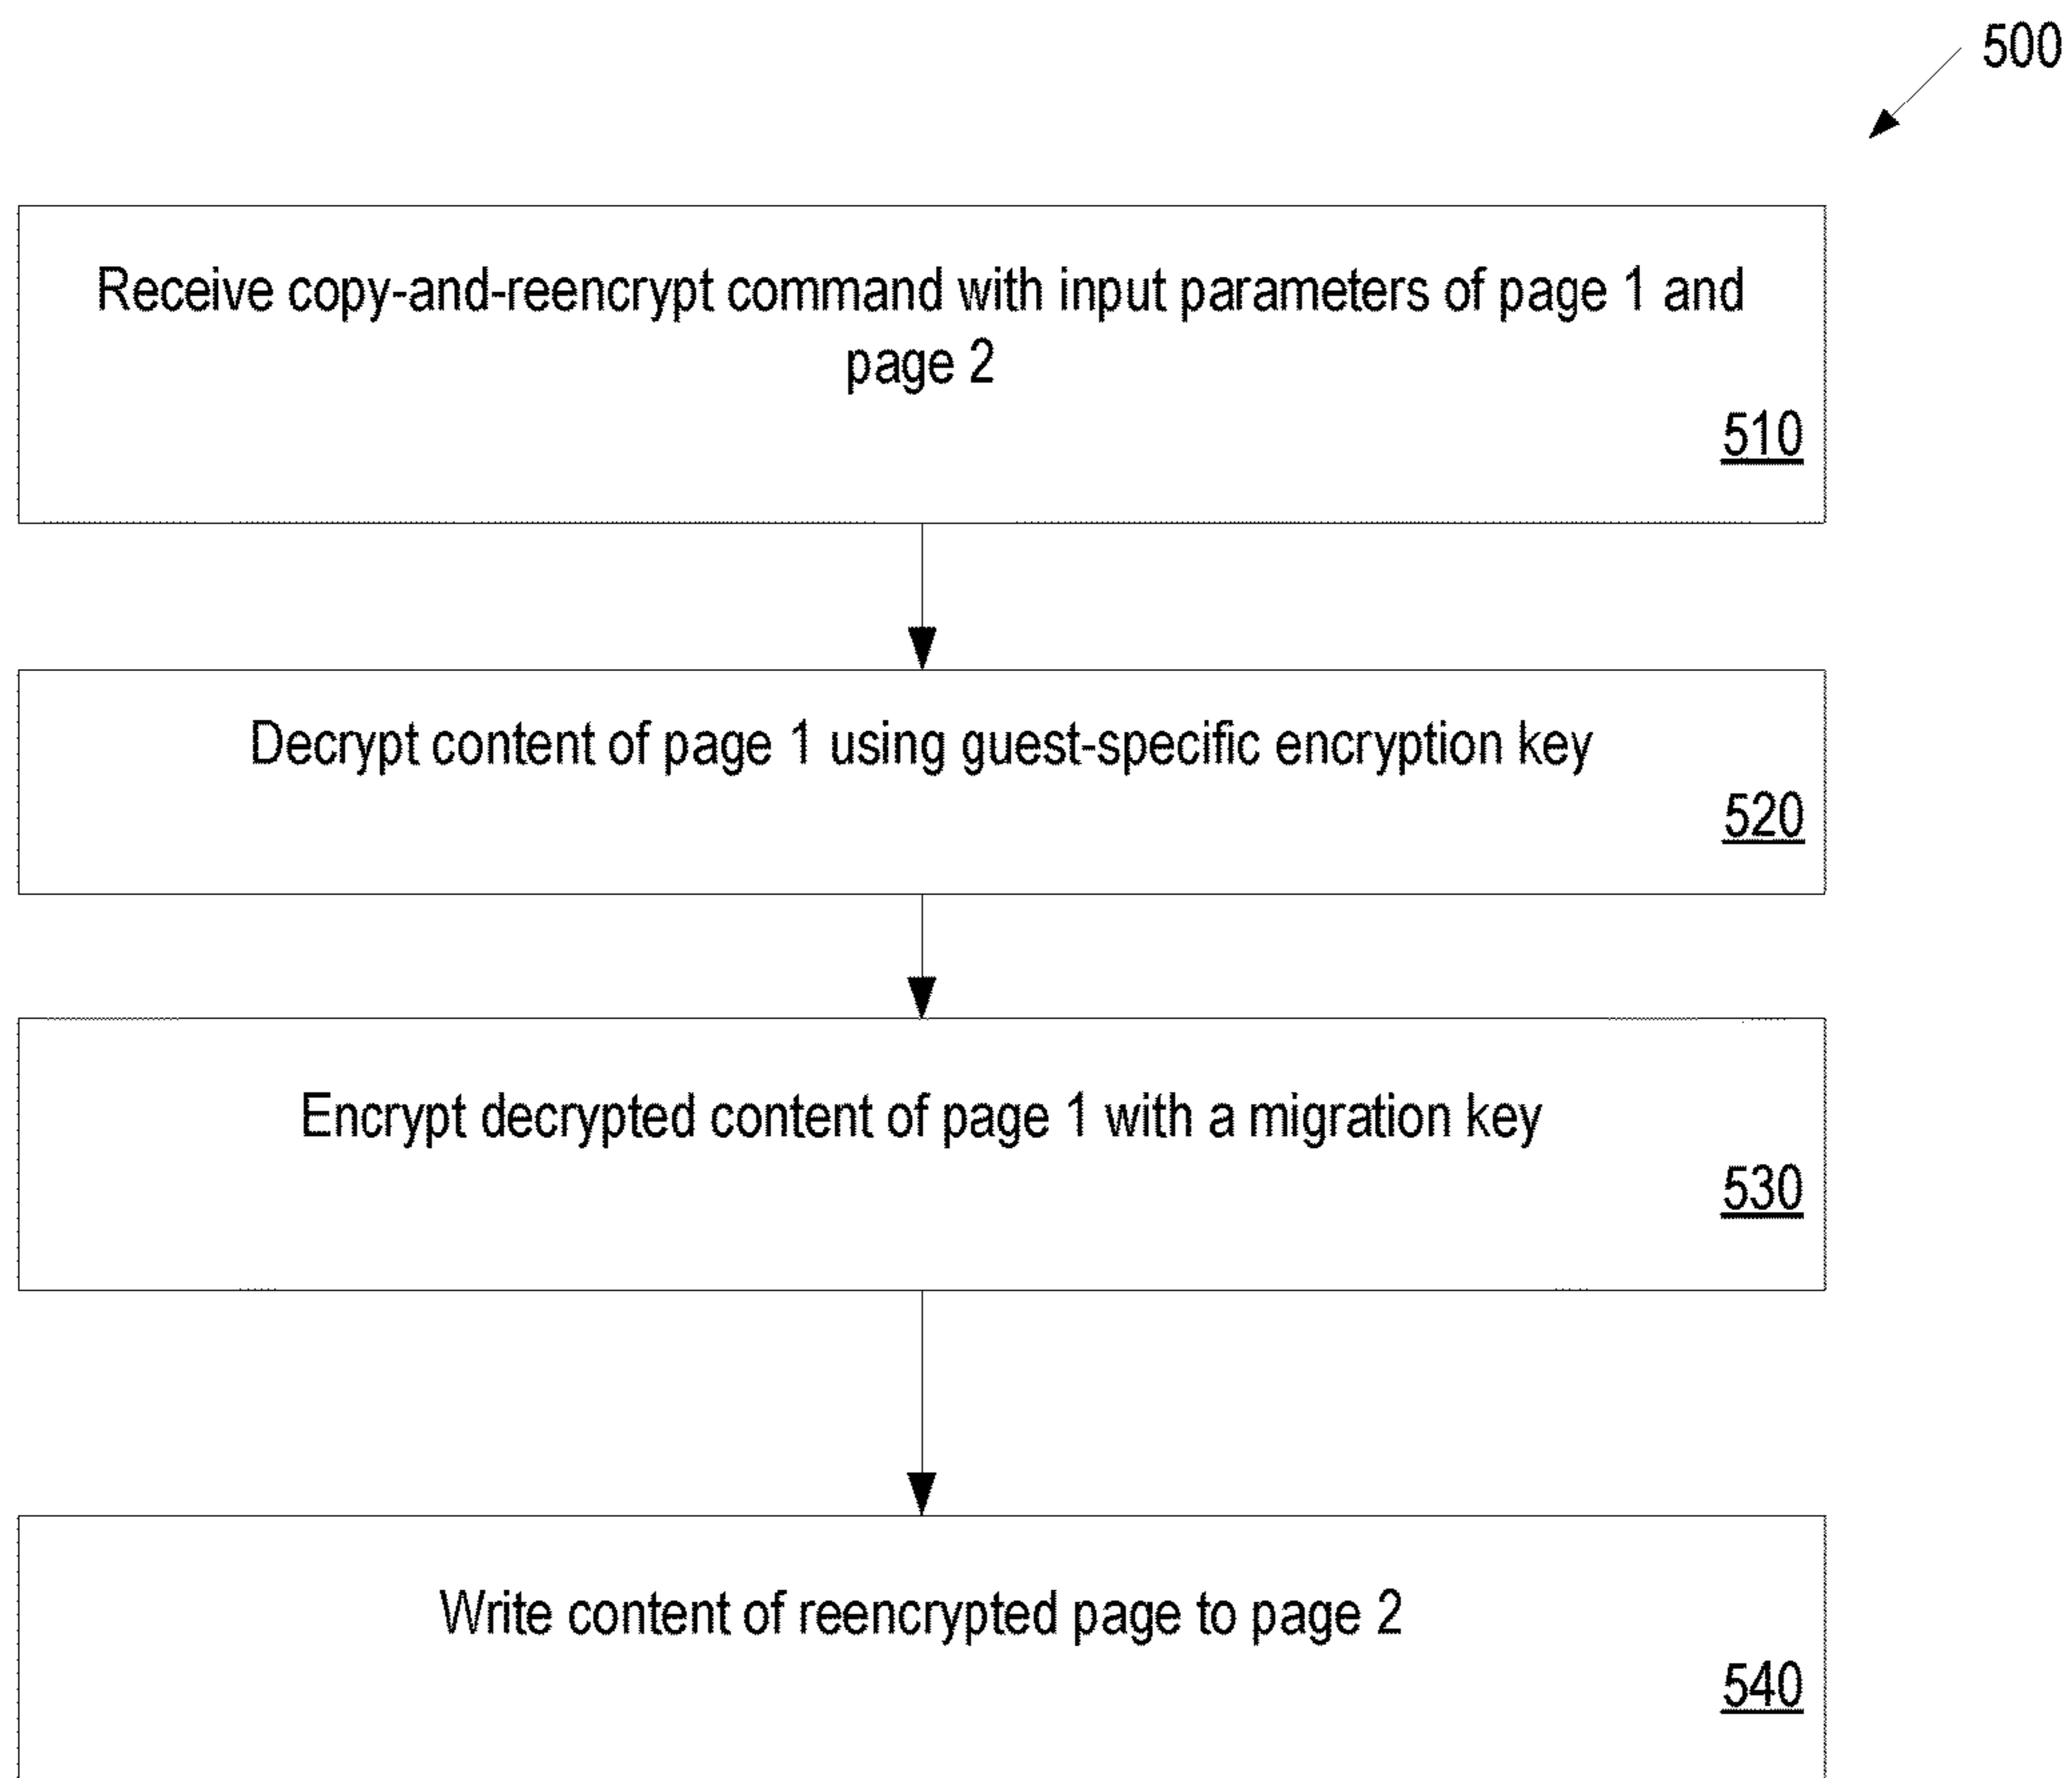 500
Receive copy-and-reencrypt command with input parameters of page 1 and
page 2
510
Decrypt content of page 1 using guest-specific encryption key
520
Encrypt decrypted content of page 1 with a migration key
530
Write content of reencrypted page to page 2
540